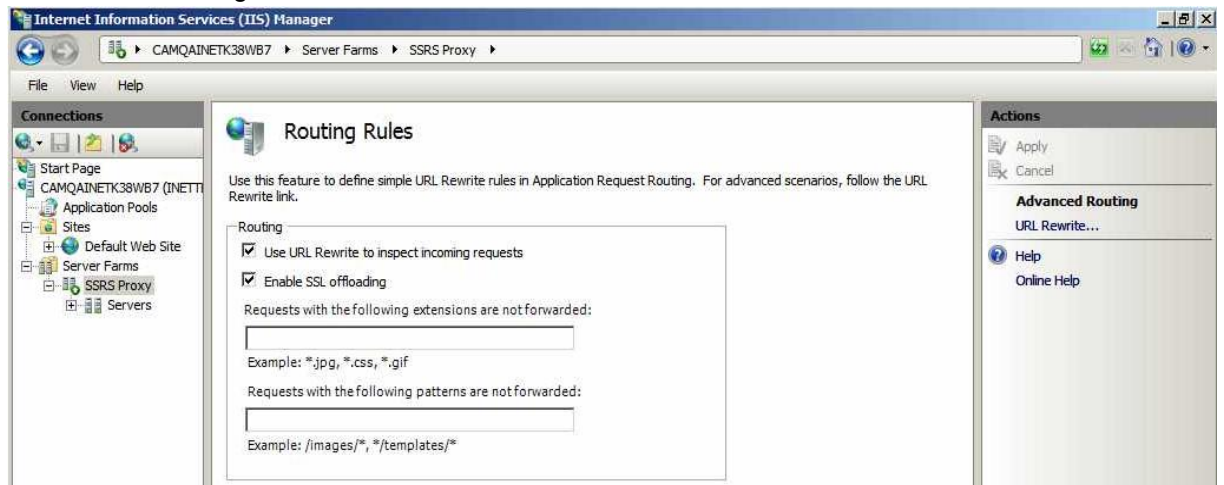 Internet Information Services (IIS) Manager
CAMQAINETK38WB7 Server Farms SSRS Proxy
File View Help
Connections
Start Page
CAMQAINETK38WB7 (INETT
Application Pools
Sites
Default Web Site
Server Farms
SSRS Proxy
Servers
Routing Rules
Use this feature to define simple URL Rewrite rules in Application Request Routing. For advanced scenarios, follow the URL
Rewrite link.
Routing
Use URL Rewrite to inspect incoming requests
Enable SSL offloading
Requests with the following extensions are not forwarded:
Example: *.jpg, *.css, *.gif
Requests with the following patterns are not forwarded:
Example: /images/*, */templates/*
Actions
Apply
Cancel
Advanced Routing
URL Rewrite...
Help
Online Help